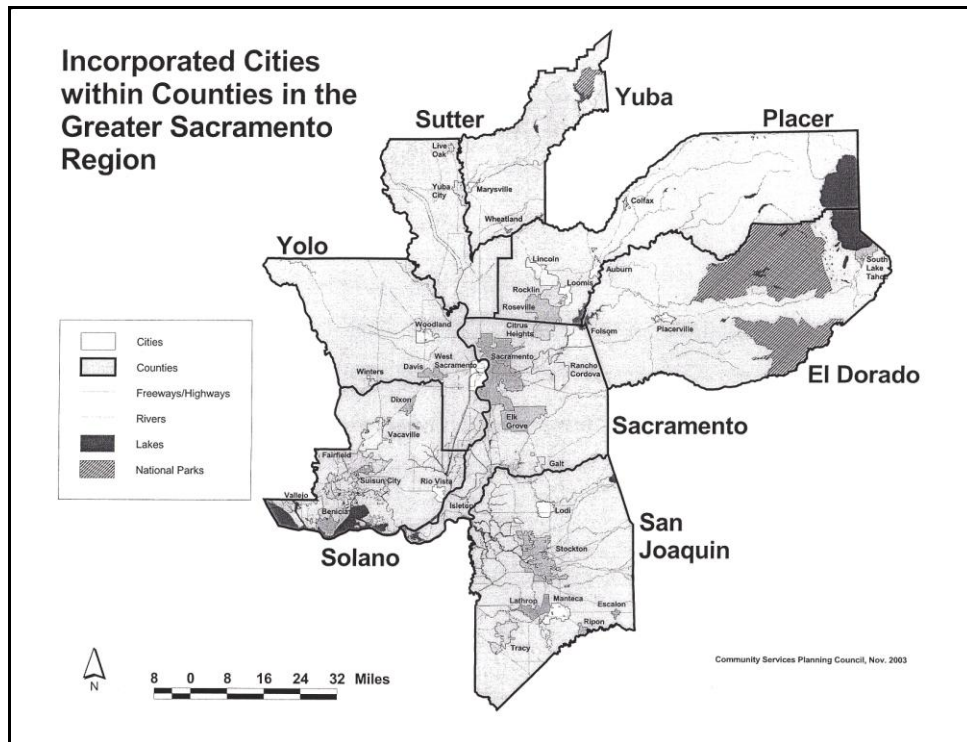 Incorporated Cities
within Counties in the
Greater Sacramento
Region
Yuba
Sutter
Placer
Live
Oak
Yuba
City
Marysville
Wheatland
Colfax
Yolo
Lincoln
Auburn
South
Lake
Tahoe
Rocklin
Loomis
Roseville
Woodland
Citrus
Heights
Folsom
Placerville
Cities
Counties
Freeways/Highways
Rivers
Lakes
National Parks
West
Sacramento
Sacramento
Davis
Winters
Rancho
Cordova
El Dorado
Dixon
Elk
Grove
Sacramento
Vacaville
Fairfield
Galt
Suisun City
Rio Vista
Vallejo
Isleton
Benicia
Lodi
San
Joaquin
Solano
Stockton
Lathrop
Manteca
Escalon
Ripon
Tracy
Community Services Planning Council, Nov. 2003
N
8 0 8 16 24 32 Miles